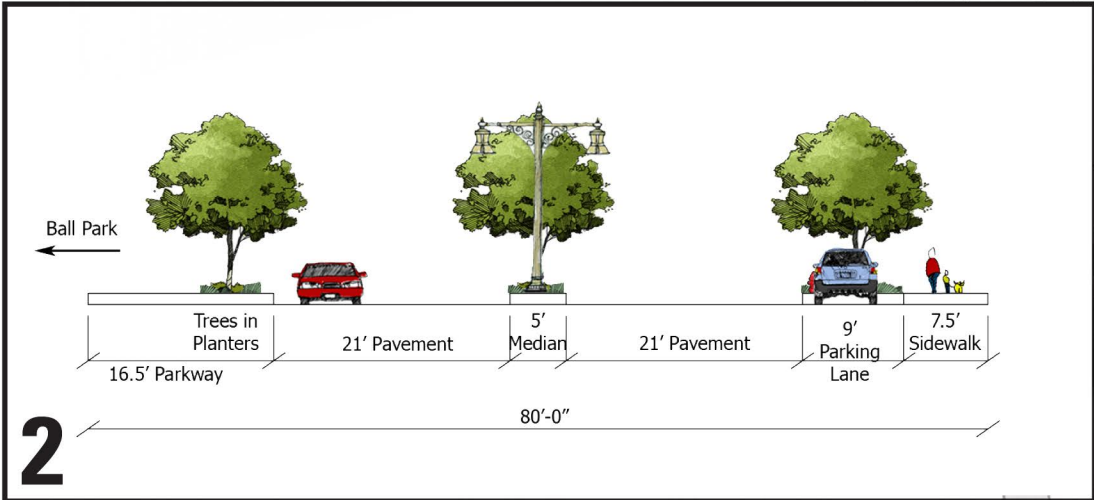 Ball Park
Trees in
Planters
16.5′ Parkway
21′ Pavement
5′
Median
21′ Pavement
9′
Parking
Lane
7.5′
Sidewalk
80′-0″
2